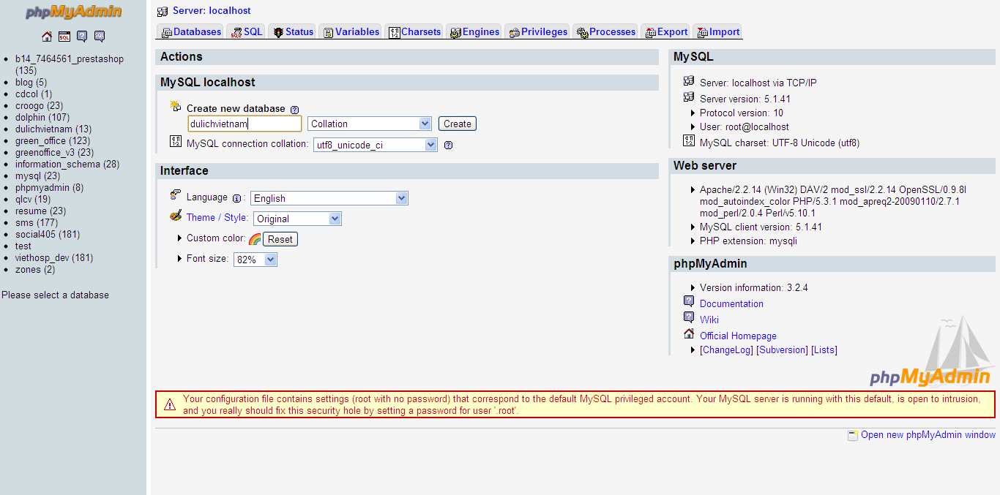 phpMyAdmin
SQL
b14_7464561_prestashop
(135)
blog (5)
cdcol (1)
croogo (23)
dolphin (107)
dulichvietnam (13)
green_office (123)
greenoffice_v3 (23)
information_schema (28)
mysql (23)
phpmyadmin (8)
qlcv (19)
resume (23)
sms (177)
social405 (181)
test
viethosp_dev (181)
zones (2)
Please select a database
Server: localhost
Databases SQL Status Variables Charsets Engines Privileges Processes Export Import
Actions
MySQL localhost
Create new database
dulichvietnam Collation Create
MySQL connection collation: utf8_unicode_ci
Interface
Language : English
Theme / Style: Original
Custom color: Reset
Font size: 82%
MySQL
Server: localhost via TCP/IP
Server version: 5.1.41
Protocol version: 10
User: root@localhost
MySQL charset: UTF-8 Unicode (utf8)
Web server
Apache/2.2.14 (Win32) DAV/2 mod_ssl/2.2.14 OpenSSL/0.9.8l
mod_autoindex_color PHP/5.3.1 mod_apreq2-20090110/2.7.1
mod_perl/2.0.4 Perl/v5.10.1
MySQL client version: 5.1.41
PHP extension: mysqli
phpMyAdmin
Version information: 3.2.4
Documentation
Wiki
Official Homepage
[ChangeLog] [Subversion] [Lists]
phpMyAdmin
Your configuration file contains settings (root with no password) that correspond to the default MySQL privileged account. Your MySQL server is running with this default, is open to intrusion,
and you really should fix this security hole by setting a password for user '.root'.
Open new phpMyAdmin window